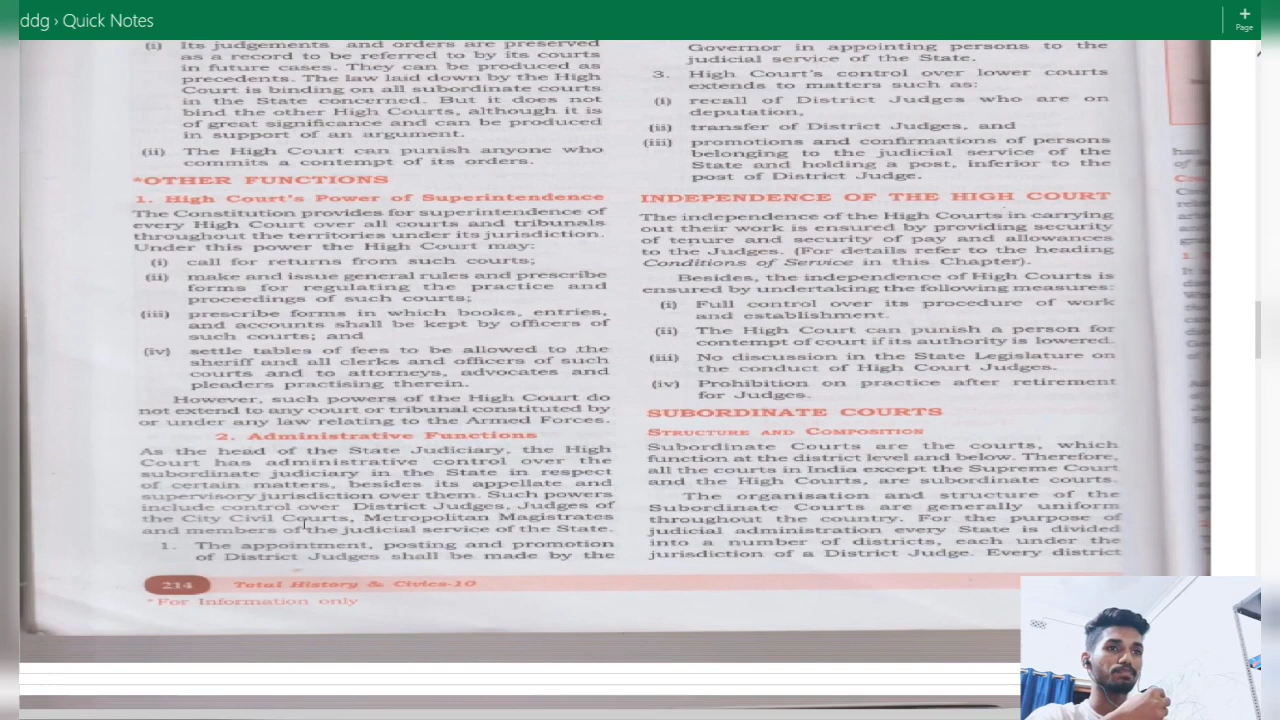 ddg › Quick Notes
+
Page
(i) Its judgements and orders are preserved
as a record to be referred to by its courts
in future cases. They can be produced as
precedents. The law laid down by the High
Court is binding on all subordinate courts
in the State concerned. But it does not
bind the other High Courts, although it is
of great significance and can be produced
in support of an argument.
(ii) The High Court can punish anyone who
commits a contempt of its orders.
*OTHER FUNCTIONS
1. High Court's Power of Superintendence
The Constitution provides for superintendence of
every High Court over all courts and tribunals
throughout the territories under its jurisdiction.
Under this power the High Court may:
(i) call for returns from such courts;
(ii) make and issue general rules and prescribe
forms for regulating the practice and
proceedings of such courts;
(iii) prescribe forms in which books, entries,
and accounts shall be kept by officers of
such courts; and
(iv) settle tables of fees to be allowed to the
sheriff and all clerks and officers of such
courts and to attorneys, advocates and
pleaders practising therein.
However, such powers of the High Court do
not extend to any court or tribunal constituted by
or under any law relating to the Armed Forces.
2. Administrative Functions
As the head of the State Judiciary, the High
Court has administrative control over the
subordinate judiciary in the State in respect
of certain matters, besides its appellate and
supervisory jurisdiction over them. Such powers
include control over District Judges, Judges of
the City Civil Courts, Metropolitan Magistrates
and members of the judicial service of the State.
1. The appointment, posting and promotion
of District Judges shall be made by the
Governor in appointing persons to the
judicial service of the State.
3. High Court's control over lower courts
extends to matters such as:
(i) recall of District Judges who are on
deputation,
(ii) transfer of District Judges, and
(iii) promotions and confirmations of persons
belonging to the judicial service of the
State and holding a post, inferior to the
post of District Judge.
INDEPENDENCE OF THE HIGH COURT
The independence of the High Courts in carrying
out their work is ensured by providing security
of tenure and security of pay and allowances
to the Judges. (For details refer to the heading
Conditions of Service in this Chapter).
Besides, the independence of High Courts is
ensured by undertaking the following measures:
(i) Full control over its procedure of work
and establishment.
(ii) The High Court can punish a person for
contempt of court if its authority is lowered.
(iii) No discussion in the State Legislature on
the conduct of High Court Judges.
(iv) Prohibition on practice after retirement
for Judges.
SUBORDINATE COURTS
STRUCTURE AND COMPOSITION
Subordinate Courts are the courts, which
function at the district level and below. Therefore,
all the courts in India except the Supreme Court
and the High Courts, are subordinate courts.
The organisation and structure of the
Subordinate Courts are generally uniform
throughout the country. For the purpose of
judicial administration every State is divided
into a number of districts, each under the
jurisdiction of a District Judge. Every district
214 Total History & Civics-10
*For Information only